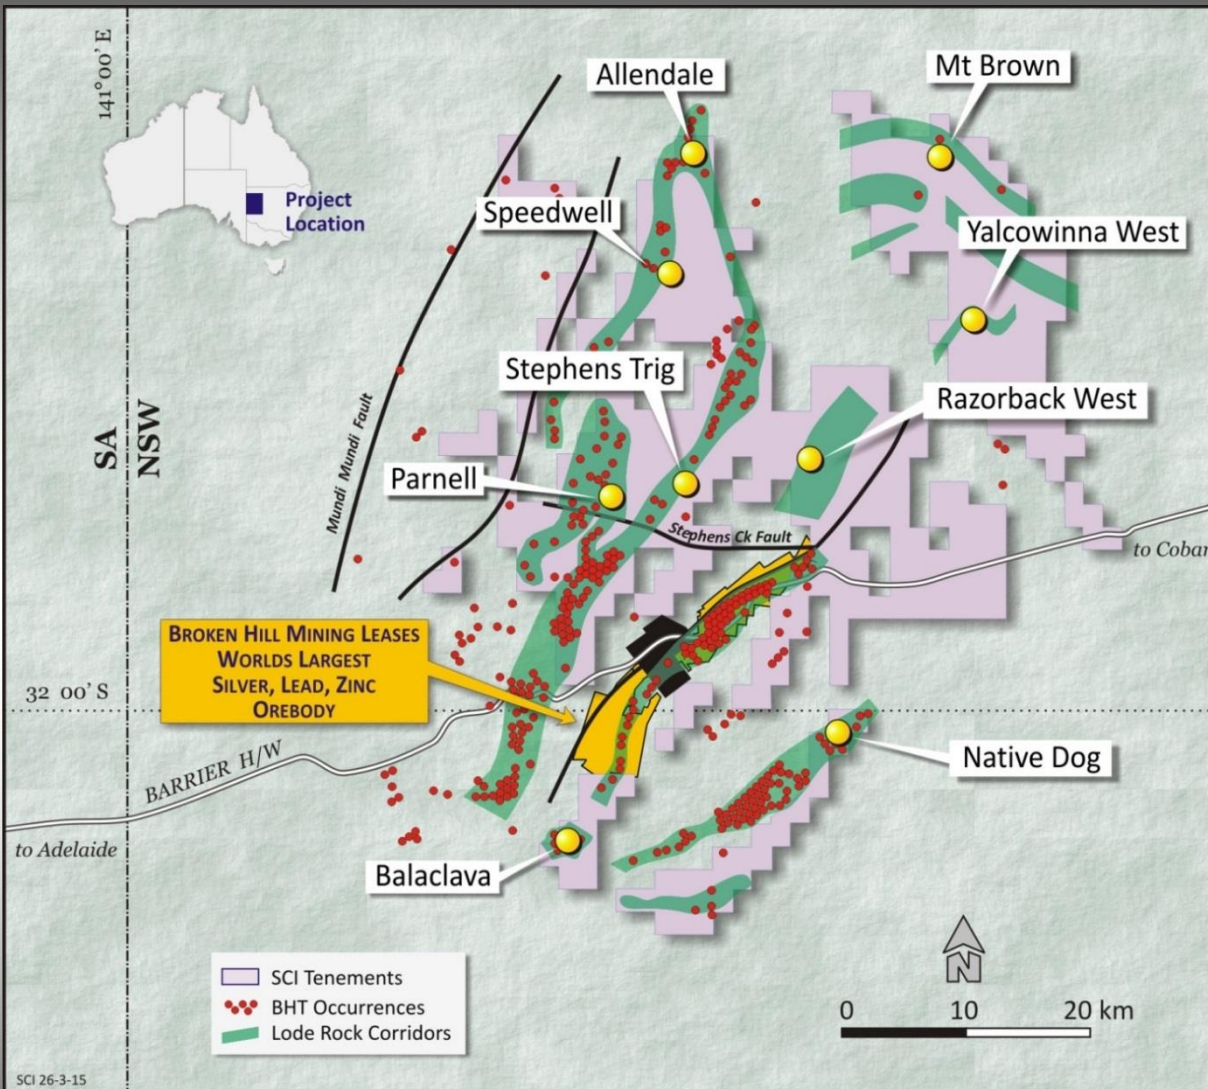 141°00' E
Allendale
Mt Brown
Project
Location
Speedwell
Yalcowinna West
Stephens Trig
Razorback West
Mundi Mundi Fault
SA
NSW
Parnell
Stephens Ck Fault
to Cobar
BROKEN HILL MINING LEASES
WORLDS LARGEST
SILVER, LEAD, ZINC
OREBODY
32 00' S
BARRIER H/W
Native Dog
to Adelaide
Balaclava
N
SCI Tenements
BHT Occurrences
Lode Rock Corridors
0 10 20 km
SCI 26-3-15